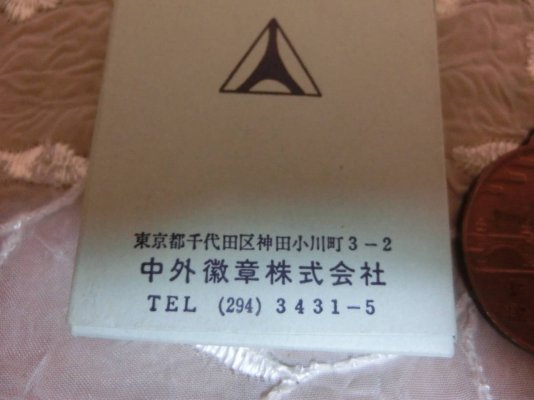 東京都千代田区神田小川町3-2
中外徽章株式会社
TEL (294) 3431-5